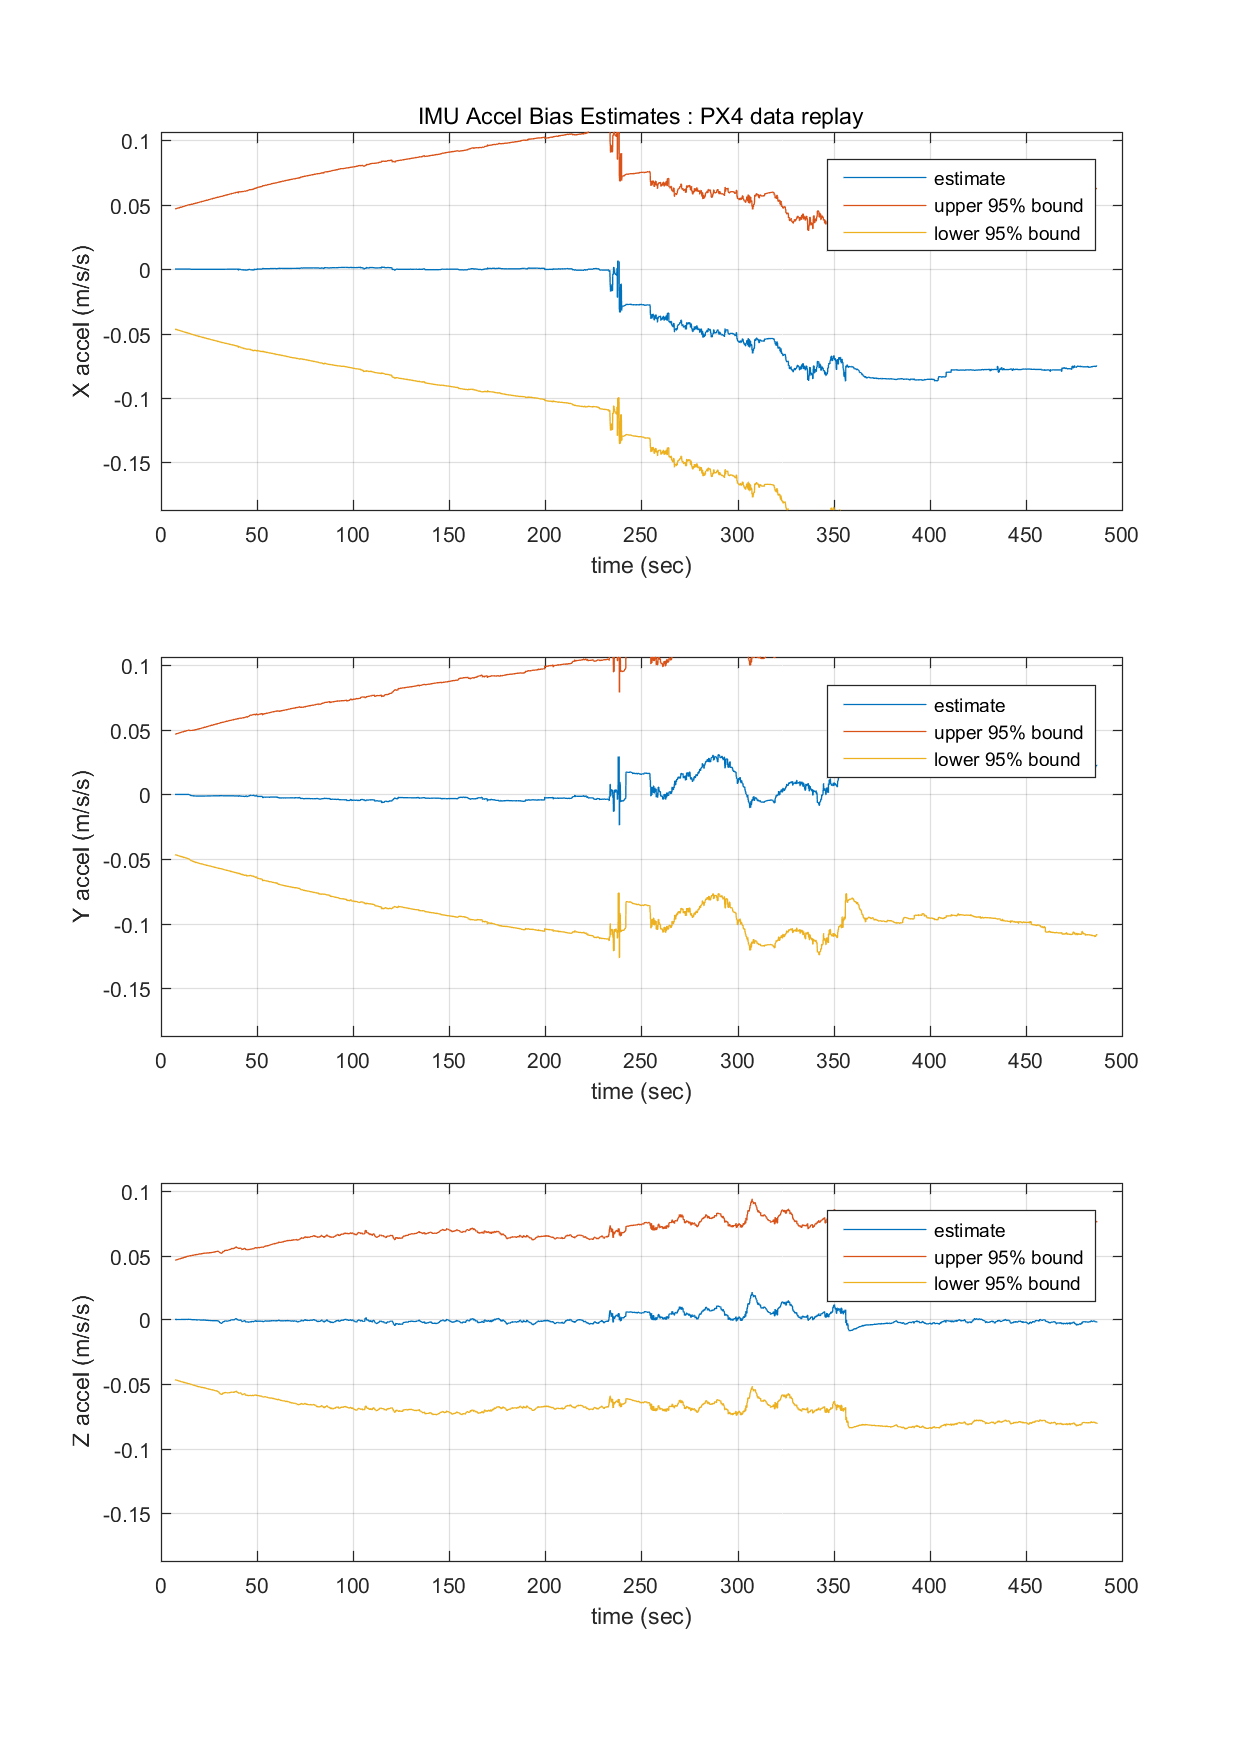 IMU Accel Bias Estimates : PX4 data replay
0.1
0.05
0
-0.05
-0.1
-0.15
X accel (m/s/s)
estimate
upper 95% bound
lower 95% bound
0 50 100 150 200 250 300 350 400 450 500
time (sec)
0.1
0.05
0
-0.05
-0.1
-0.15
Y accel (m/s/s)
estimate
upper 95% bound
lower 95% bound
0 50 100 150 200 250 300 350 400 450 500
time (sec)
0.1
0.05
0
-0.05
-0.1
-0.15
Z accel (m/s/s)
estimate
upper 95% bound
lower 95% bound
0 50 100 150 200 250 300 350 400 450 500
time (sec)